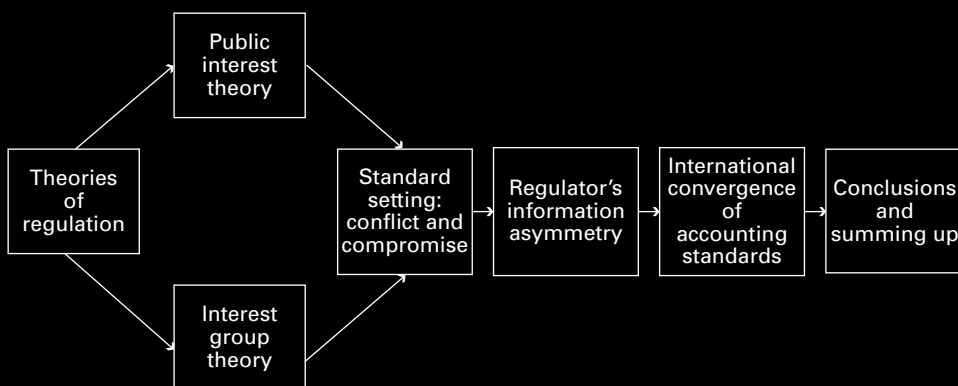 Public
interest
theory
Theories
of
regulation
Standard
setting:
conflict and
compromise
Regulator's
information
asymmetry
International
convergence
of
accounting
standards
Conclusions
and
summing up
Interest
group
theory